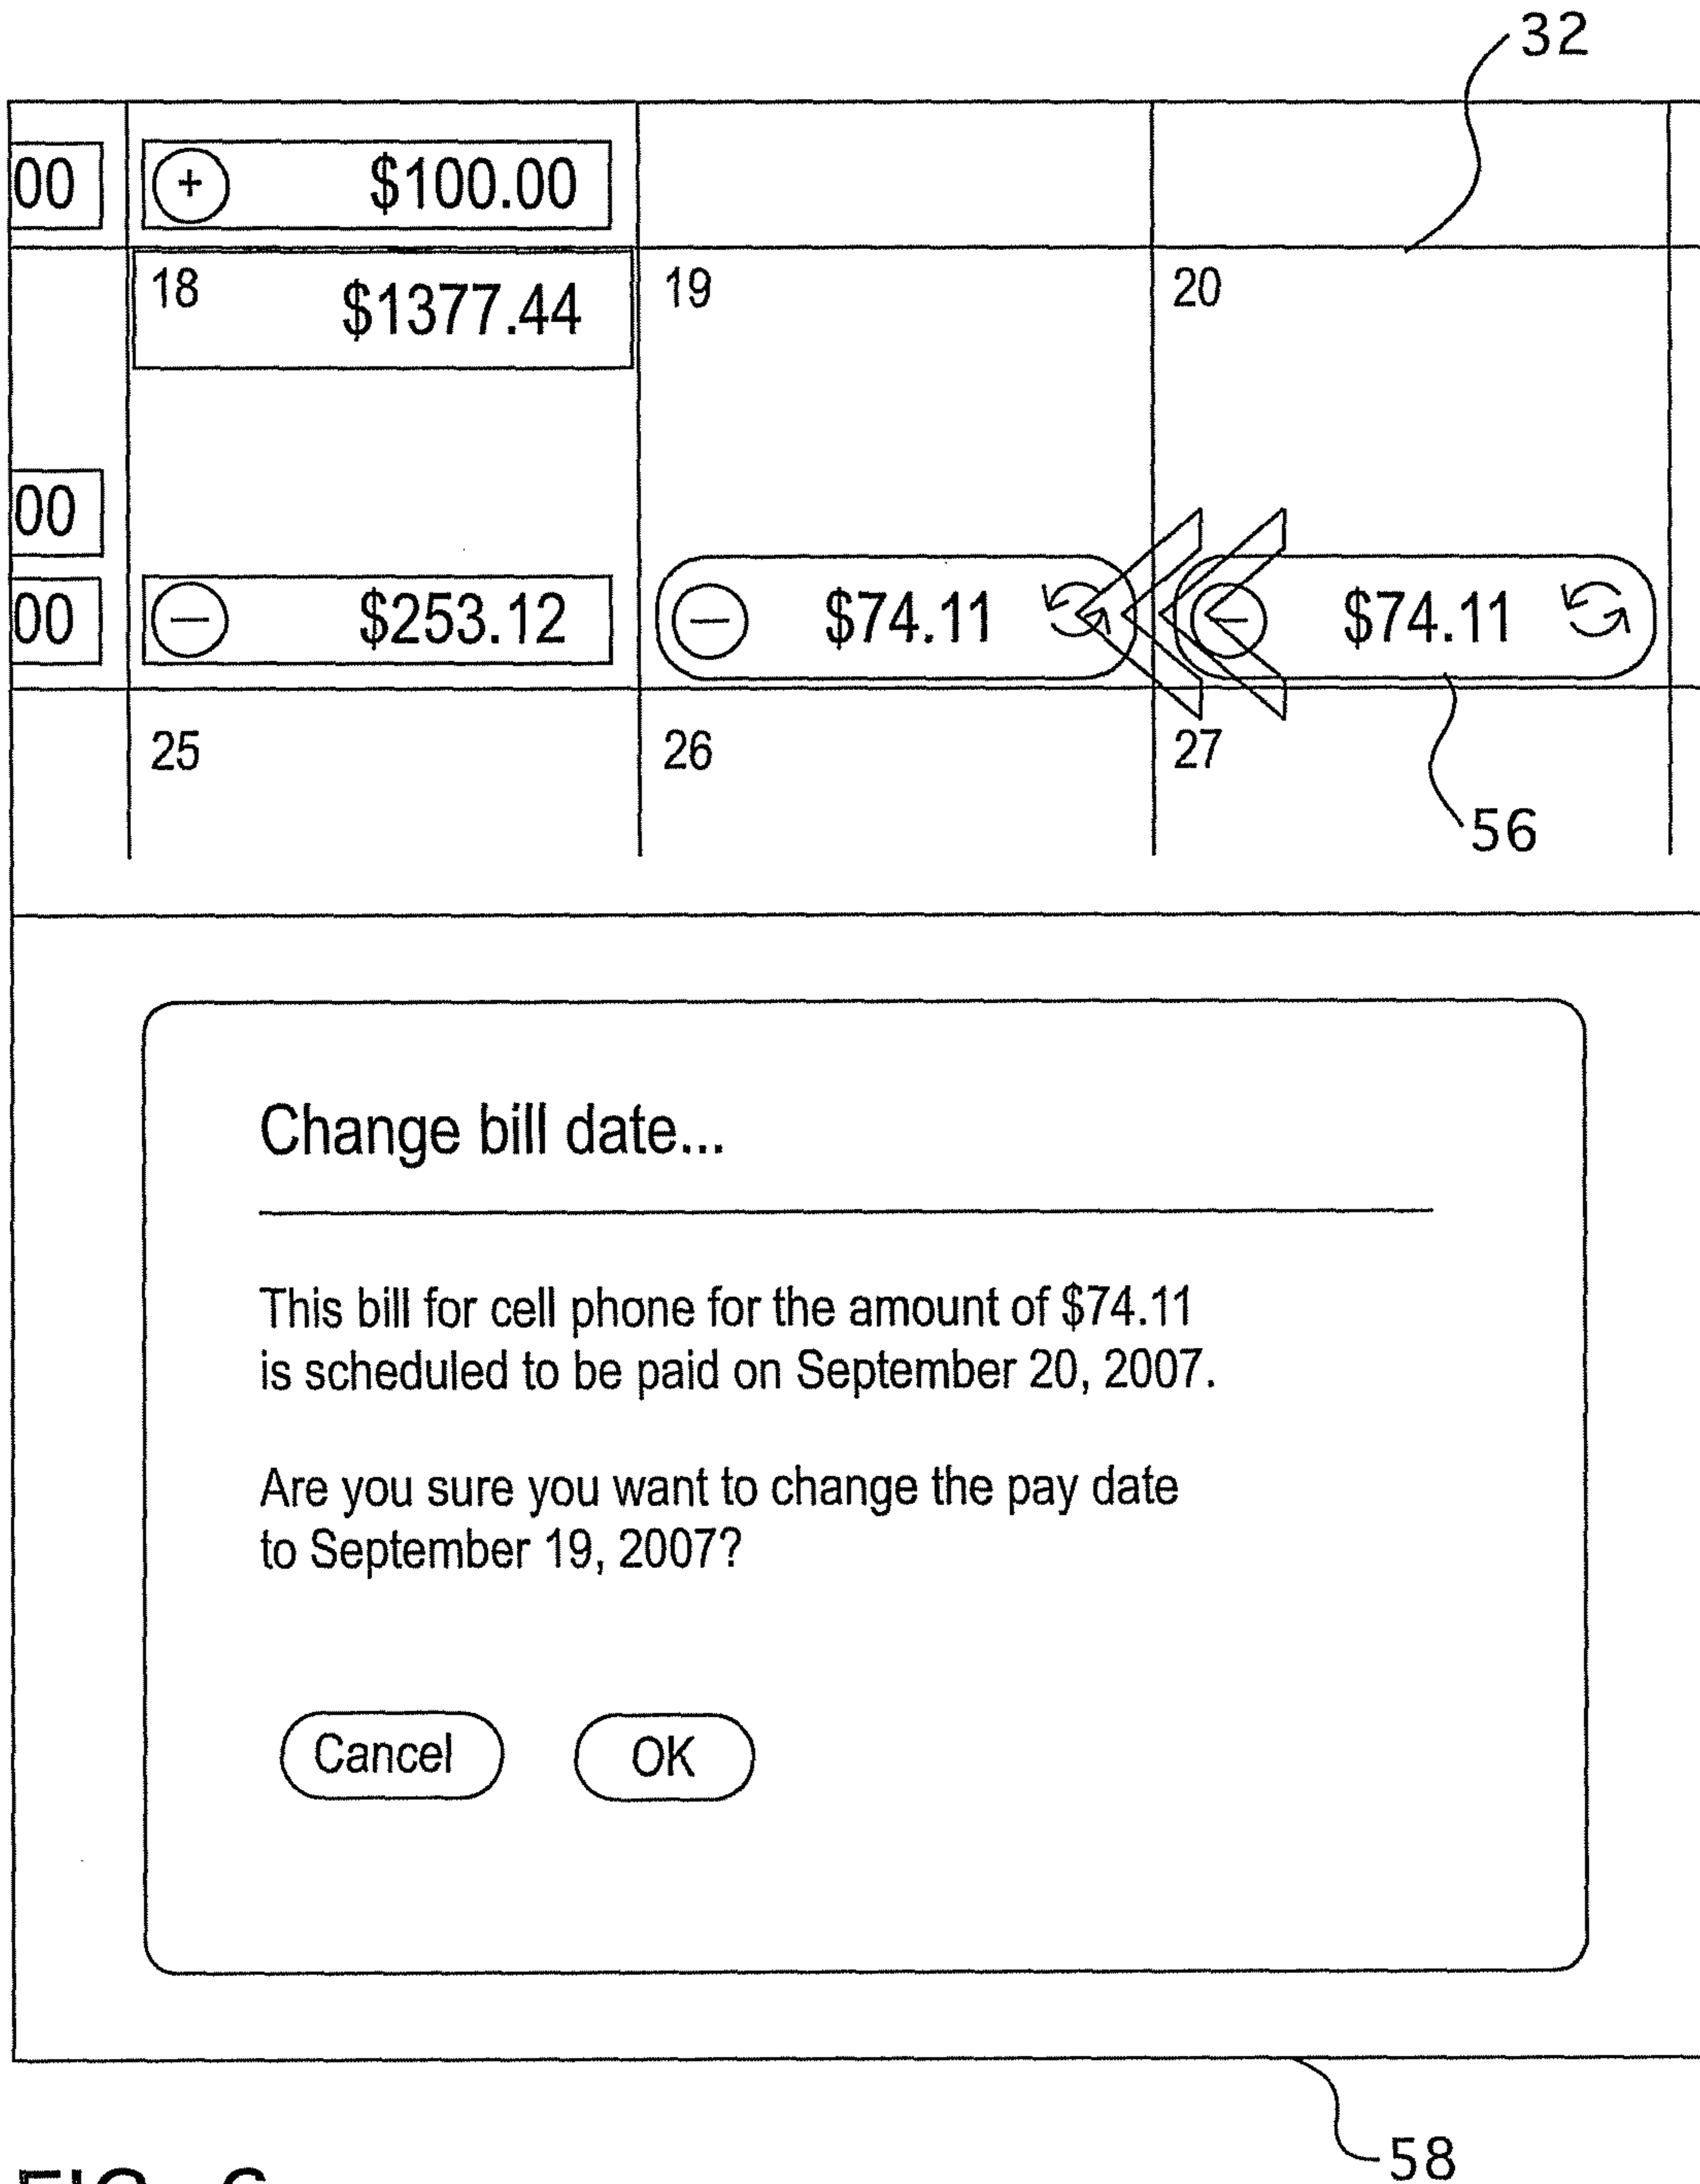 32
00 + $100.00
18 $1377.44 19 20
00
00 − $253.12 − $74.11 − $74.11
25 26 27
56
Change bill date...
This bill for cell phone for the amount of $74.11
is scheduled to be paid on September 20, 2007.
Are you sure you want to change the pay date
to September 19, 2007?
Cancel OK
58